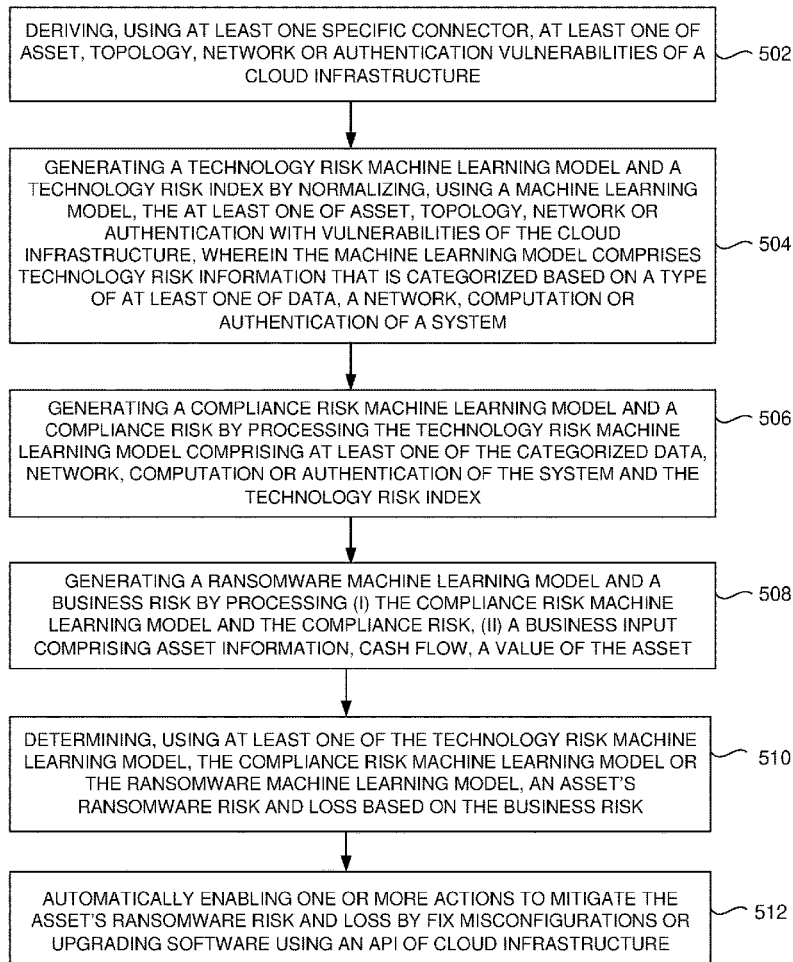 DERIVING, USING AT LEAST ONE SPECIFIC CONNECTOR, AT LEAST ONE OF
ASSET, TOPOLOGY, NETWORK OR AUTHENTICATION VULNERABILITIES OF A
CLOUD INFRASTRUCTURE
502
GENERATING A TECHNOLOGY RISK MACHINE LEARNING MODEL AND A
TECHNOLOGY RISK INDEX BY NORMALIZING, USING A MACHINE LEARNING
MODEL, THE AT LEAST ONE OF ASSET, TOPOLOGY, NETWORK OR
AUTHENTICATION WITH VULNERABILITIES OF THE CLOUD
INFRASTRUCTURE, WHEREIN THE MACHINE LEARNING MODEL COMPRISES
TECHNOLOGY RISK INFORMATION THAT IS CATEGORIZED BASED ON A TYPE
OF AT LEAST ONE OF DATA, A NETWORK, COMPUTATION OR
AUTHENTICATION OF A SYSTEM
504
GENERATING A COMPLIANCE RISK MACHINE LEARNING MODEL AND A
COMPLIANCE RISK BY PROCESSING THE TECHNOLOGY RISK MACHINE
LEARNING MODEL COMPRISING AT LEAST ONE OF THE CATEGORIZED DATA,
NETWORK, COMPUTATION OR AUTHENTICATION OF THE SYSTEM AND THE
TECHNOLOGY RISK INDEX
506
GENERATING A RANSOMWARE MACHINE LEARNING MODEL AND A
BUSINESS RISK BY PROCESSING (I) THE COMPLIANCE RISK MACHINE
LEARNING MODEL AND THE COMPLIANCE RISK, (II) A BUSINESS INPUT
COMPRISING ASSET INFORMATION, CASH FLOW, A VALUE OF THE ASSET
508
DETERMINING, USING AT LEAST ONE OF THE TECHNOLOGY RISK MACHINE
LEARNING MODEL, THE COMPLIANCE RISK MACHINE LEARNING MODEL OR
THE RANSOMWARE MACHINE LEARNING MODEL, AN ASSET'S
RANSOMWARE RISK AND LOSS BASED ON THE BUSINESS RISK
510
AUTOMATICALLY ENABLING ONE OR MORE ACTIONS TO MITIGATE THE
ASSET'S RANSOMWARE RISK AND LOSS BY FIX MISCONFIGURATIONS OR
UPGRADING SOFTWARE USING AN API OF CLOUD INFRASTRUCTURE
512